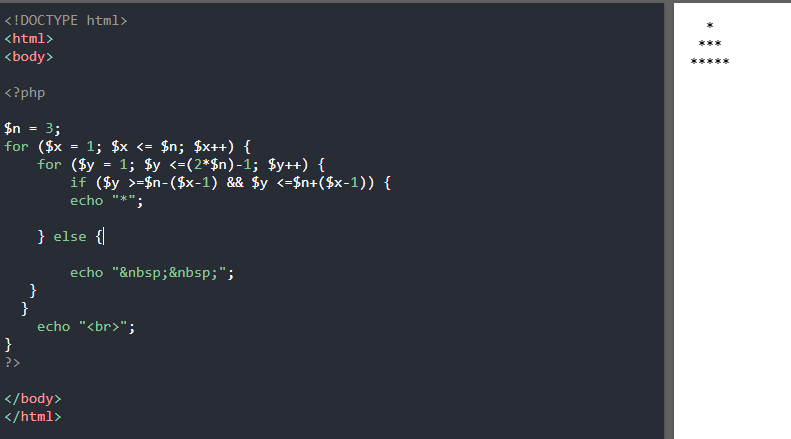 <!DOCTYPE html>
<html>
<body>

<?php

$n = 3;
for ($x = 1; $x <= $n; $x++) {
    for ($y = 1; $y <=(2*$n)-1; $y++) {
        if ($y >=$n-($x-1) && $y <=$n+($x-1)) {
        echo "*";

    } else {

        echo "&nbsp;&nbsp;";
   }
  }
    echo "<br>";
}
?>

</body>
</html>
*
***
*****